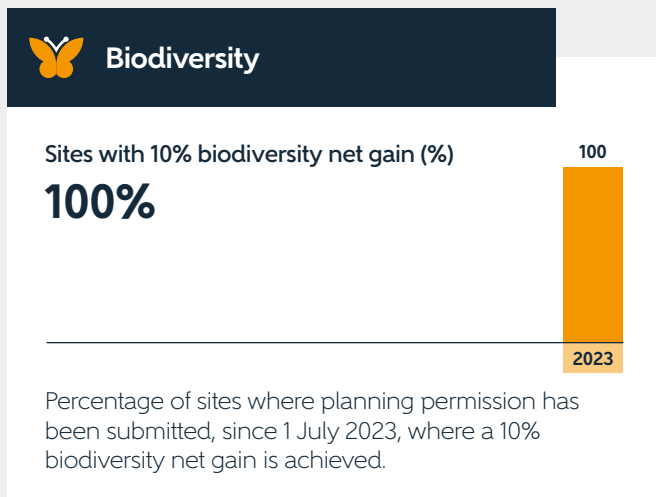 Biodiversity
Sites with 10% biodiversity net gain (%)
100%
100
2023
Percentage of sites where planning permission has
been submitted, since 1 July 2023, where a 10%
biodiversity net gain is achieved.